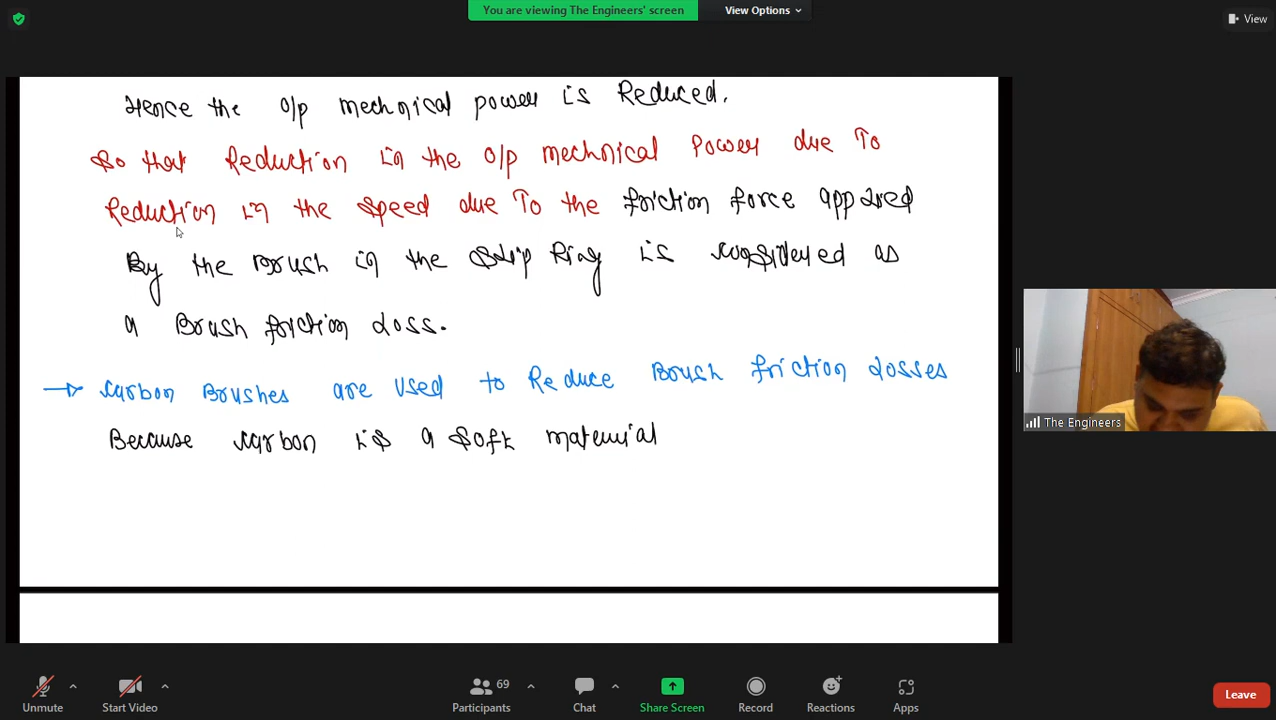 You are viewing The Engineers' screen
View Options
View
Hence the o/p mechnical power is Reduced.
So that Reduction in the o/p mechnical Power due To
Reduction in the Speed due To the friction force appared
By the Brush in the Slip Ring is considered as
a Brush friction Loss.
→ Carbon Brushes are used to Reduce Brush friction Losses
Because carbon is a soft material
The Engineers
Unmute
Start Video
69
Participants
Chat
Share Screen
Record
Reactions
Apps
Leave